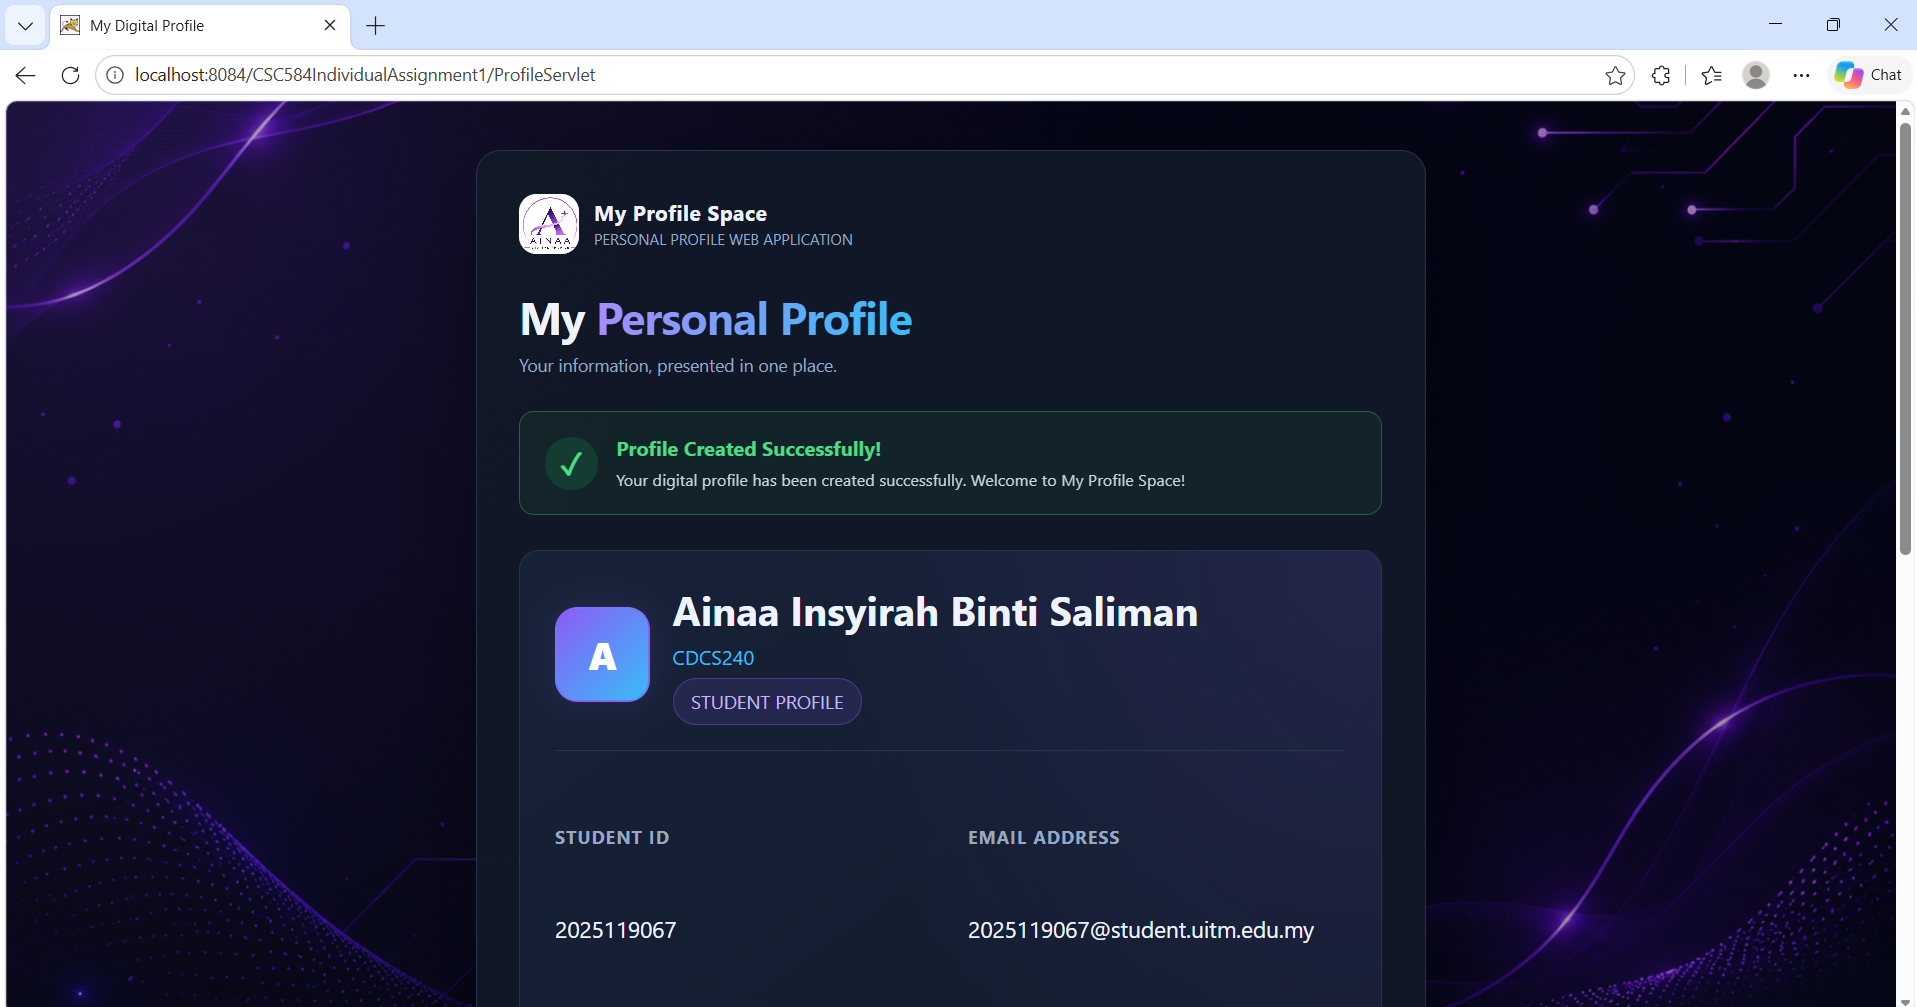 My Digital Profile
localhost:8084/CSC584IndividualAssignment1/ProfileServlet
Chat
AINAA
My Profile Space
PERSONAL PROFILE WEB APPLICATION
My Personal Profile
Your information, presented in one place.
✓
Profile Created Successfully!
Your digital profile has been created successfully. Welcome to My Profile Space!
A
Ainaa Insyirah Binti Saliman
CDCS240
STUDENT PROFILE
STUDENT ID
EMAIL ADDRESS
2025119067
2025119067@student.uitm.edu.my